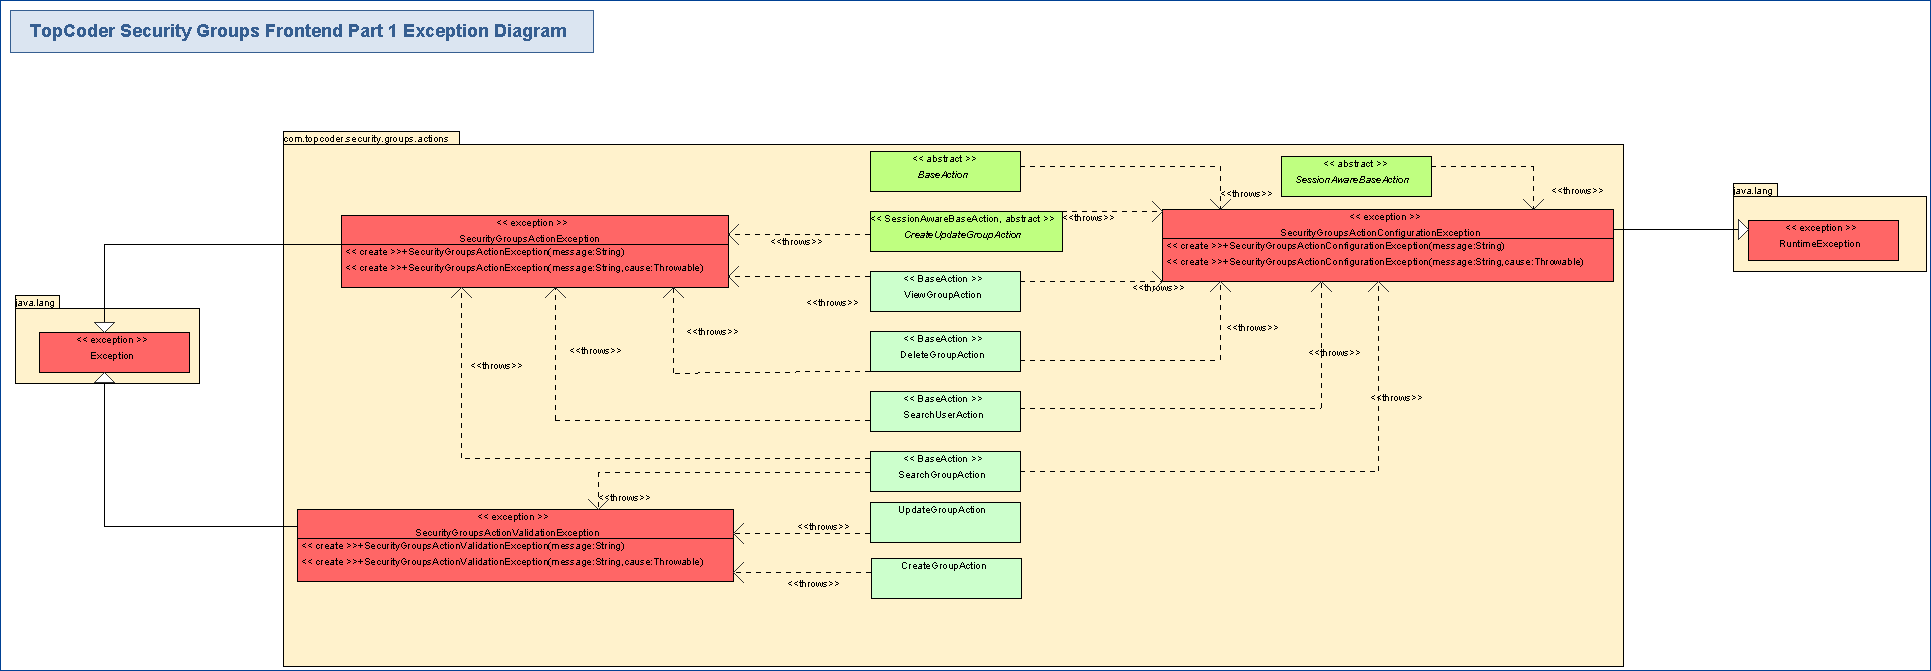 TopCoder Security Groups Frontend Part 1 Exception Diagram
com.topcoder.security.groups.actions
<< abstract >>
BaseAction
<< abstract >>
SessionAwareBaseAction
<<throws>>
<<throws>>
java.lang
<< exception >>
RuntimeException
<< exception >>
SecurityGroupsActionException
<< create >>+SecurityGroupsActionException(message:String)
<< create >>+SecurityGroupsActionException(message:String,cause:Throwable)
<<throws>>
<< SessionAwareBaseAction, abstract >>
CreateUpdateGroupAction
<<throws>>
<< exception >>
SecurityGroupsActionConfigurationException
<< create >>+SecurityGroupsActionConfigurationException(message:String)
<< create >>+SecurityGroupsActionConfigurationException(message:String,cause:Throwable)
<<throws>>
<< BaseAction >>
ViewGroupAction
<<throws>>
java.lang
<< exception >>
Exception
<<throws>>
<< BaseAction >>
DeleteGroupAction
<<throws>>
<<throws>>
<<throws>>
<<throws>>
<< BaseAction >>
SearchUserAction
<<throws>>
<< BaseAction >>
SearchGroupAction
<<throws>>
<< exception >>
SecurityGroupsActionValidationException
<< create >>+SecurityGroupsActionValidationException(message:String)
<< create >>+SecurityGroupsActionValidationException(message:String,cause:Throwable)
<<throws>>
UpdateGroupAction
<<throws>>
CreateGroupAction